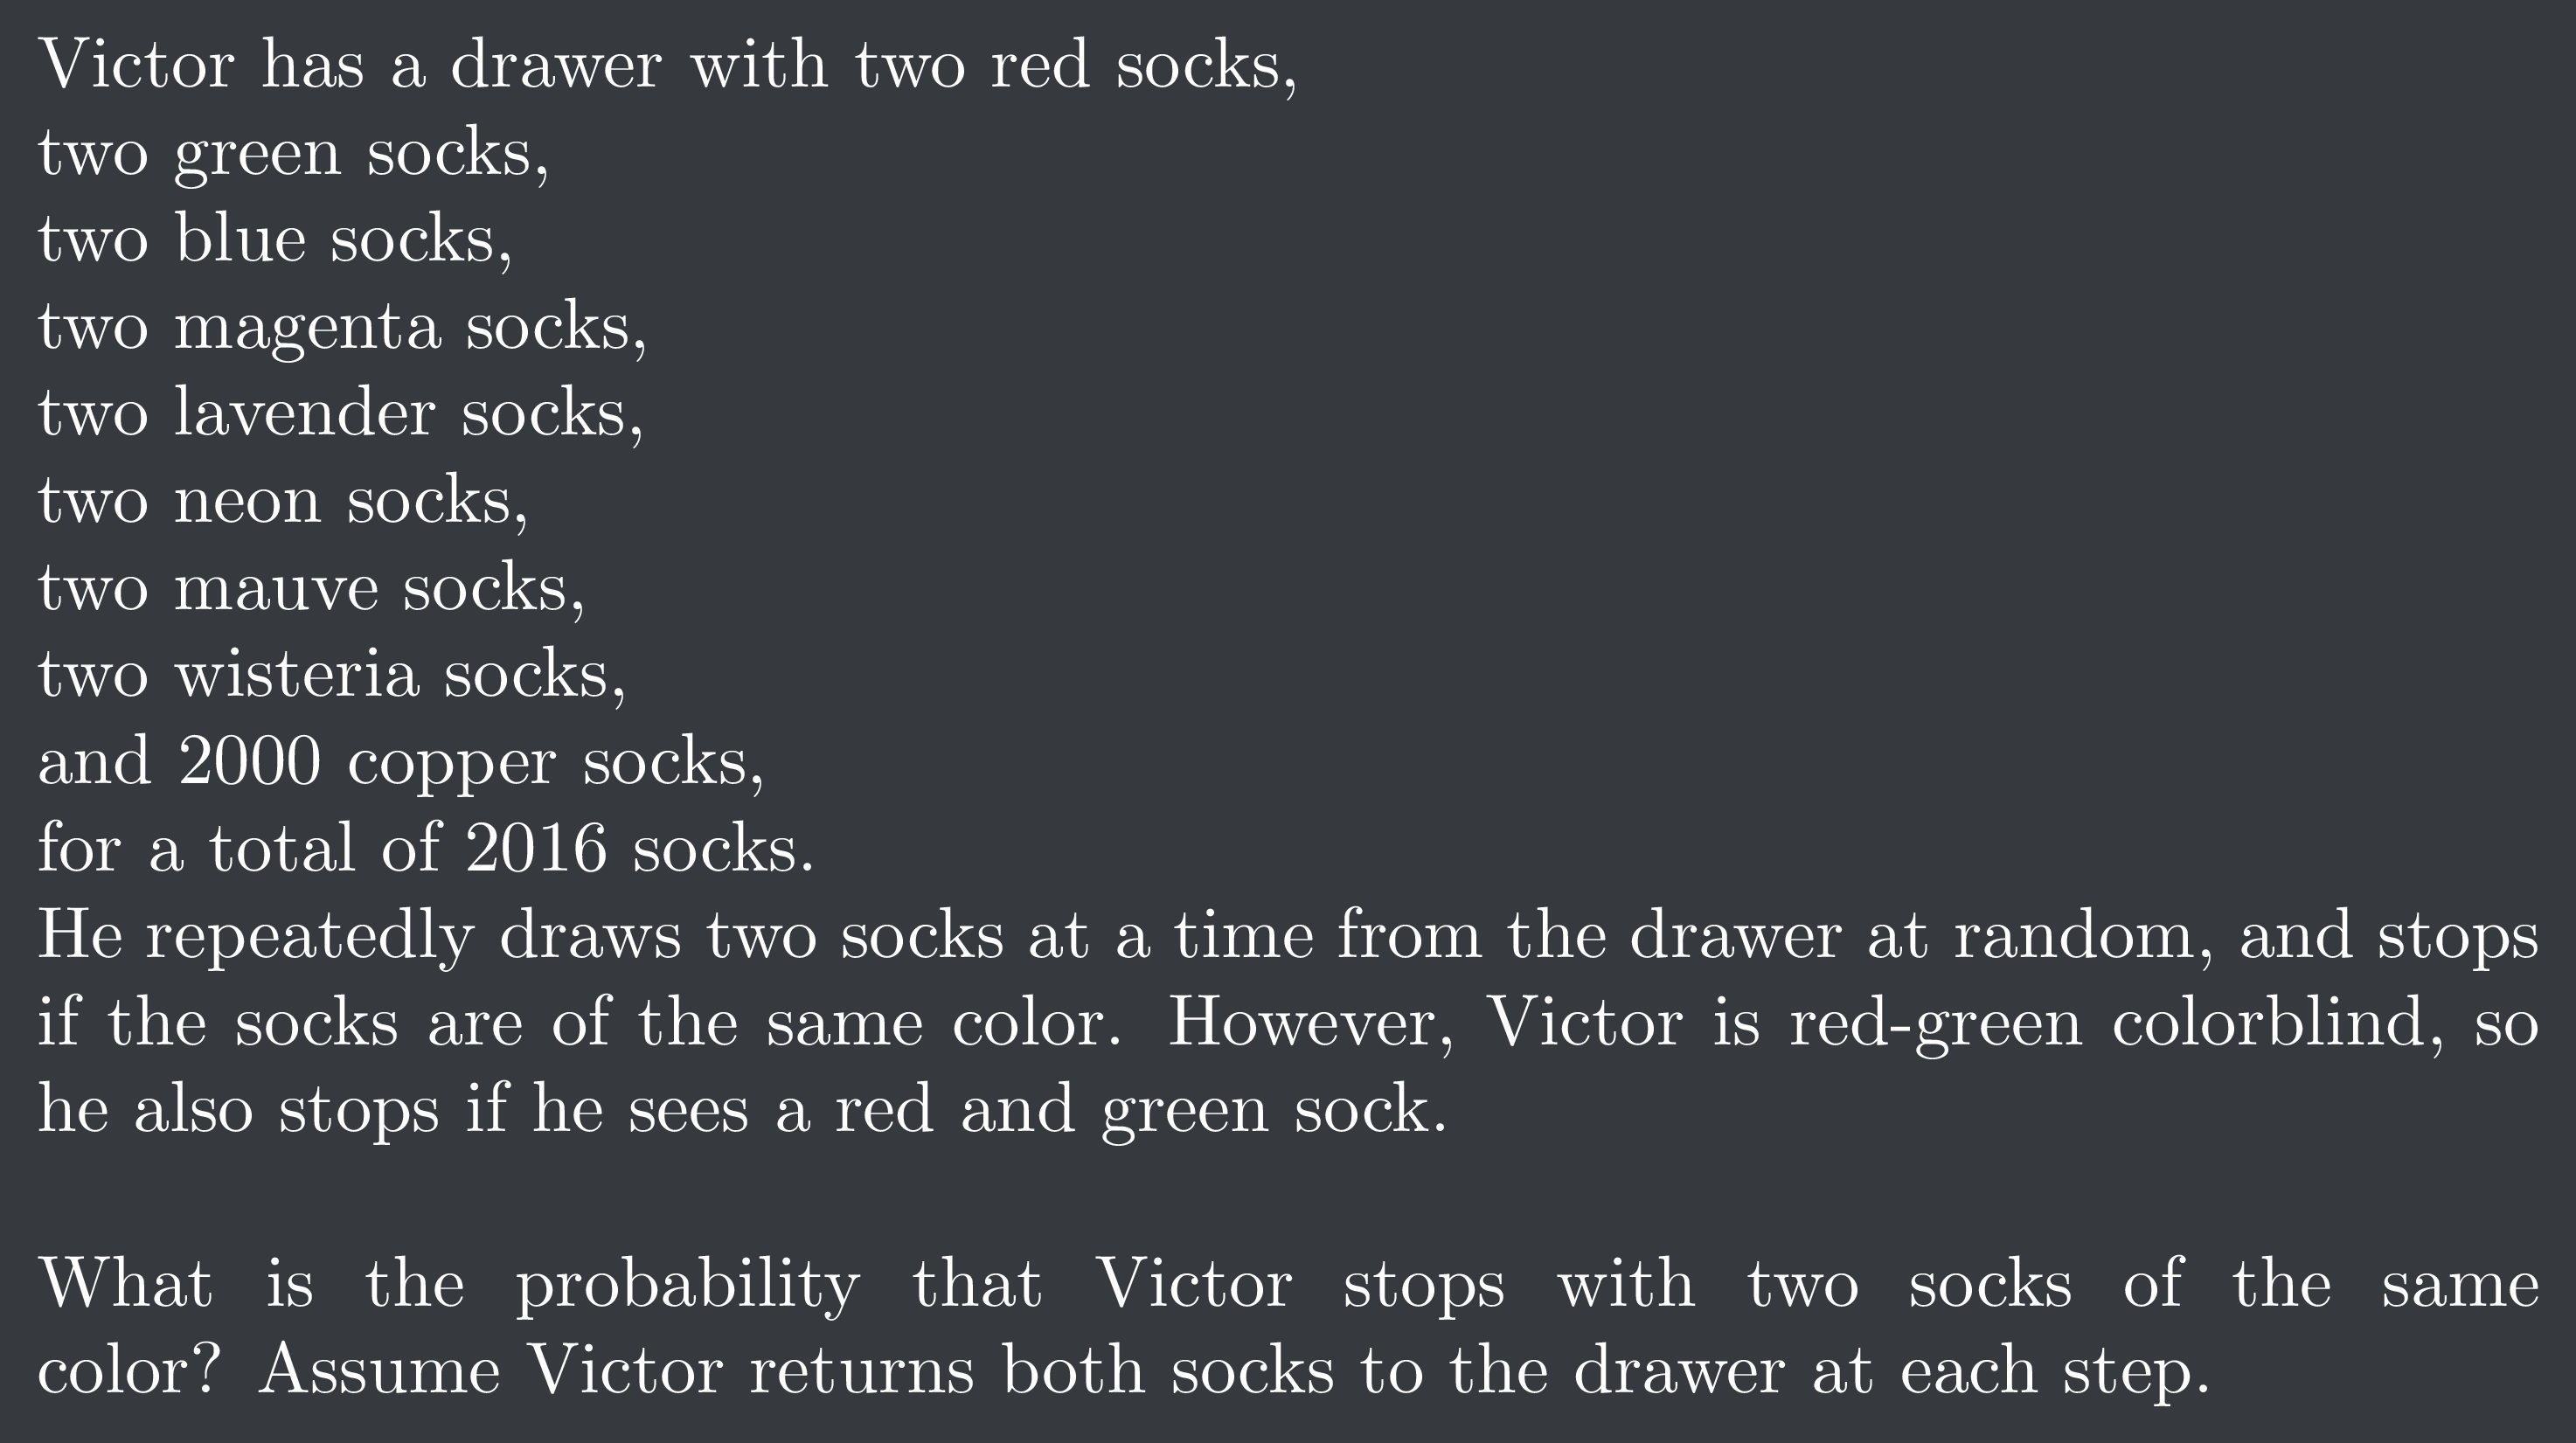 Victor has a drawer with two red socks,
two green socks,
two blue socks,
two magenta socks,
two lavender socks,
two neon socks,
two mauve socks,
two wisteria socks,
and 2000 copper socks,
for a total of 2016 socks.
He repeatedly draws two socks at a time from the drawer at random, and stops
if the socks are of the same color. However, Victor is red-green colorblind, so
he also stops if he sees a red and green sock.
What is the probability that Victor stops with two socks of the same
color? Assume Victor returns both socks to the drawer at each step.